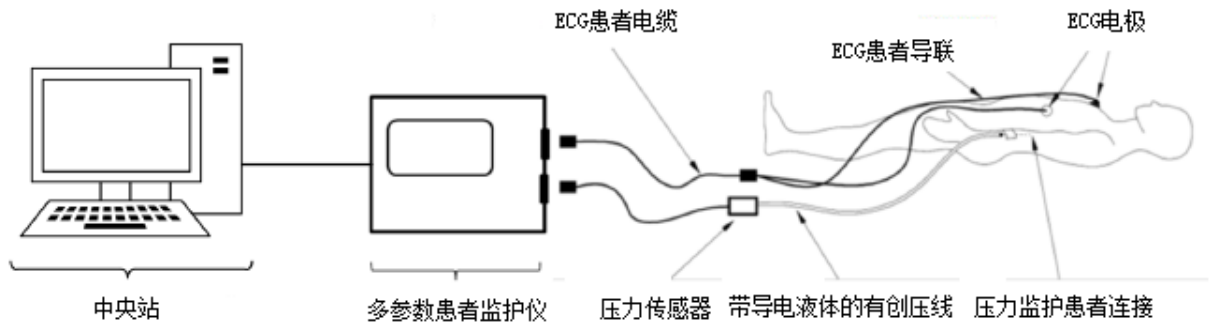 ECG患者电缆
ECG电极
ECG患者导联
中央站
多参数患者监护仪
压力传感器
带导电液体的有创压线
压力监护患者连接